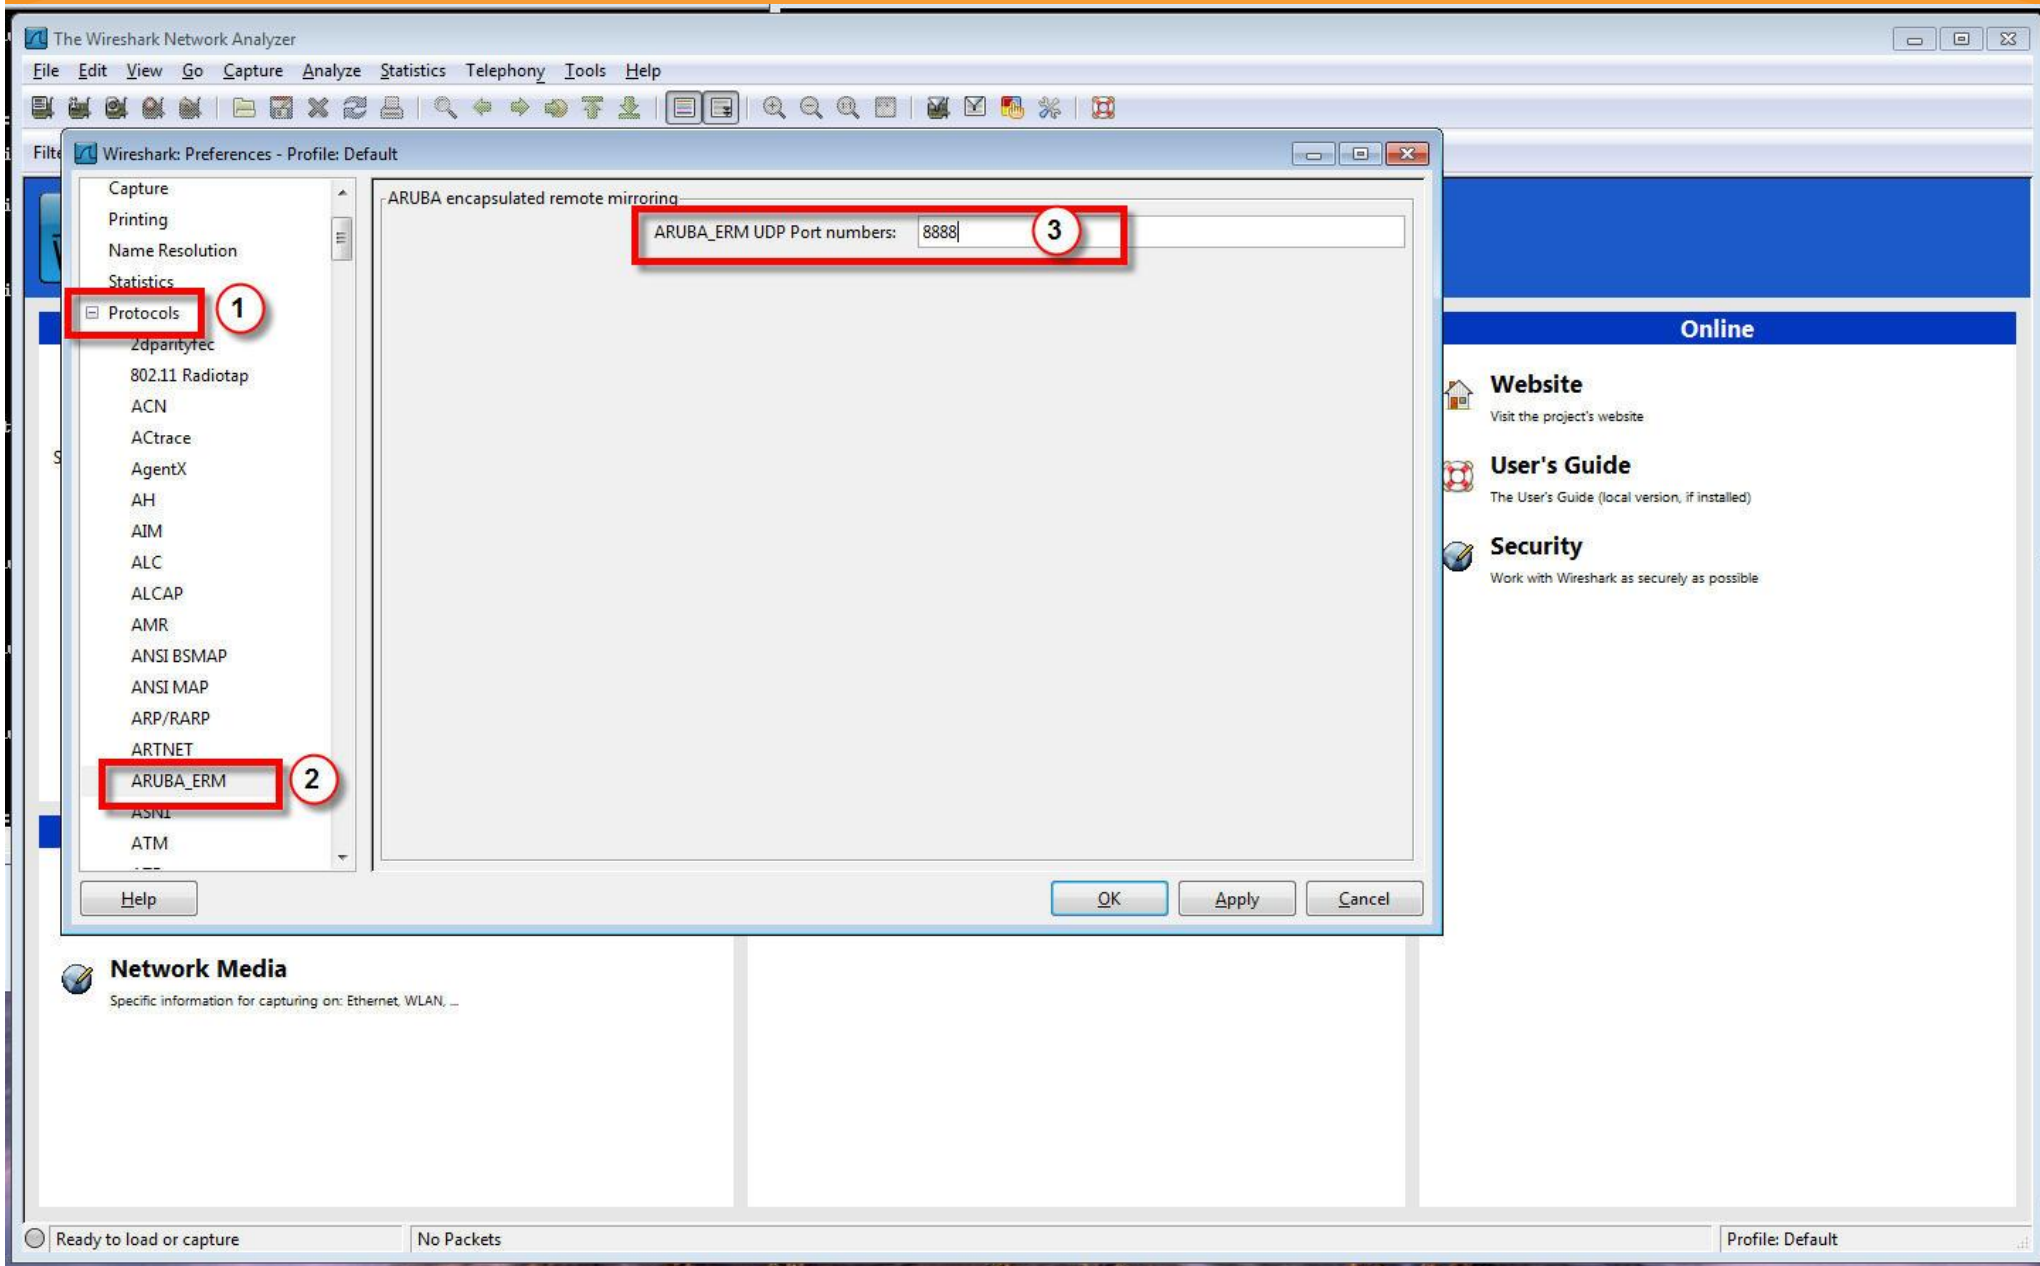 The Wireshark Network Analyzer
File Edit View Go Capture Analyze Statistics Telephony Tools Help
Wireshark: Preferences - Profile: Default
Capture
Printing
Name Resolution
Statistics
Protocols
1
2dparityfec
802.11 Radiotap
ACN
ACtrace
AgentX
AH
AIM
ALC
ALCAP
AMR
ANSI BSMAP
ANSI MAP
ARP/RARP
ARTNET
ARUBA_ERM
2
ASN1
ATM
ARUBA encapsulated remote mirroring
ARUBA_ERM UDP Port numbers: 8888
3
Help
OK
Apply
Cancel
Online
Website
Visit the project's website
User's Guide
The User's Guide (local version, if installed)
Security
Work with Wireshark as securely as possible
Network Media
Specific information for capturing on: Ethernet, WLAN, ...
Ready to load or capture
No Packets
Profile: Default